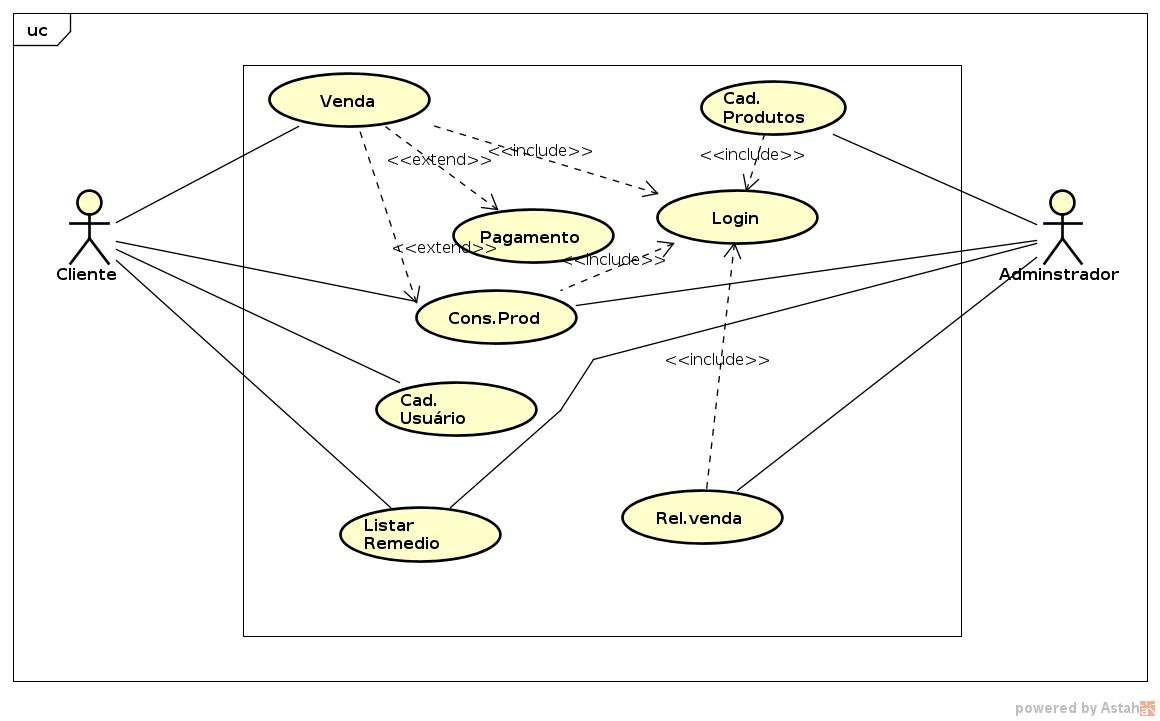 uc
Venda
Cad.
Produtos
<<extend>>
<<include>>
<<include>>
Login
Pagamento
<<extend>>
<<include>>
Cliente
Adminstrador
Cons.Prod
<<include>>
Cad.
Usuário
Listar
Remedio
Rel.venda
powered by Astah